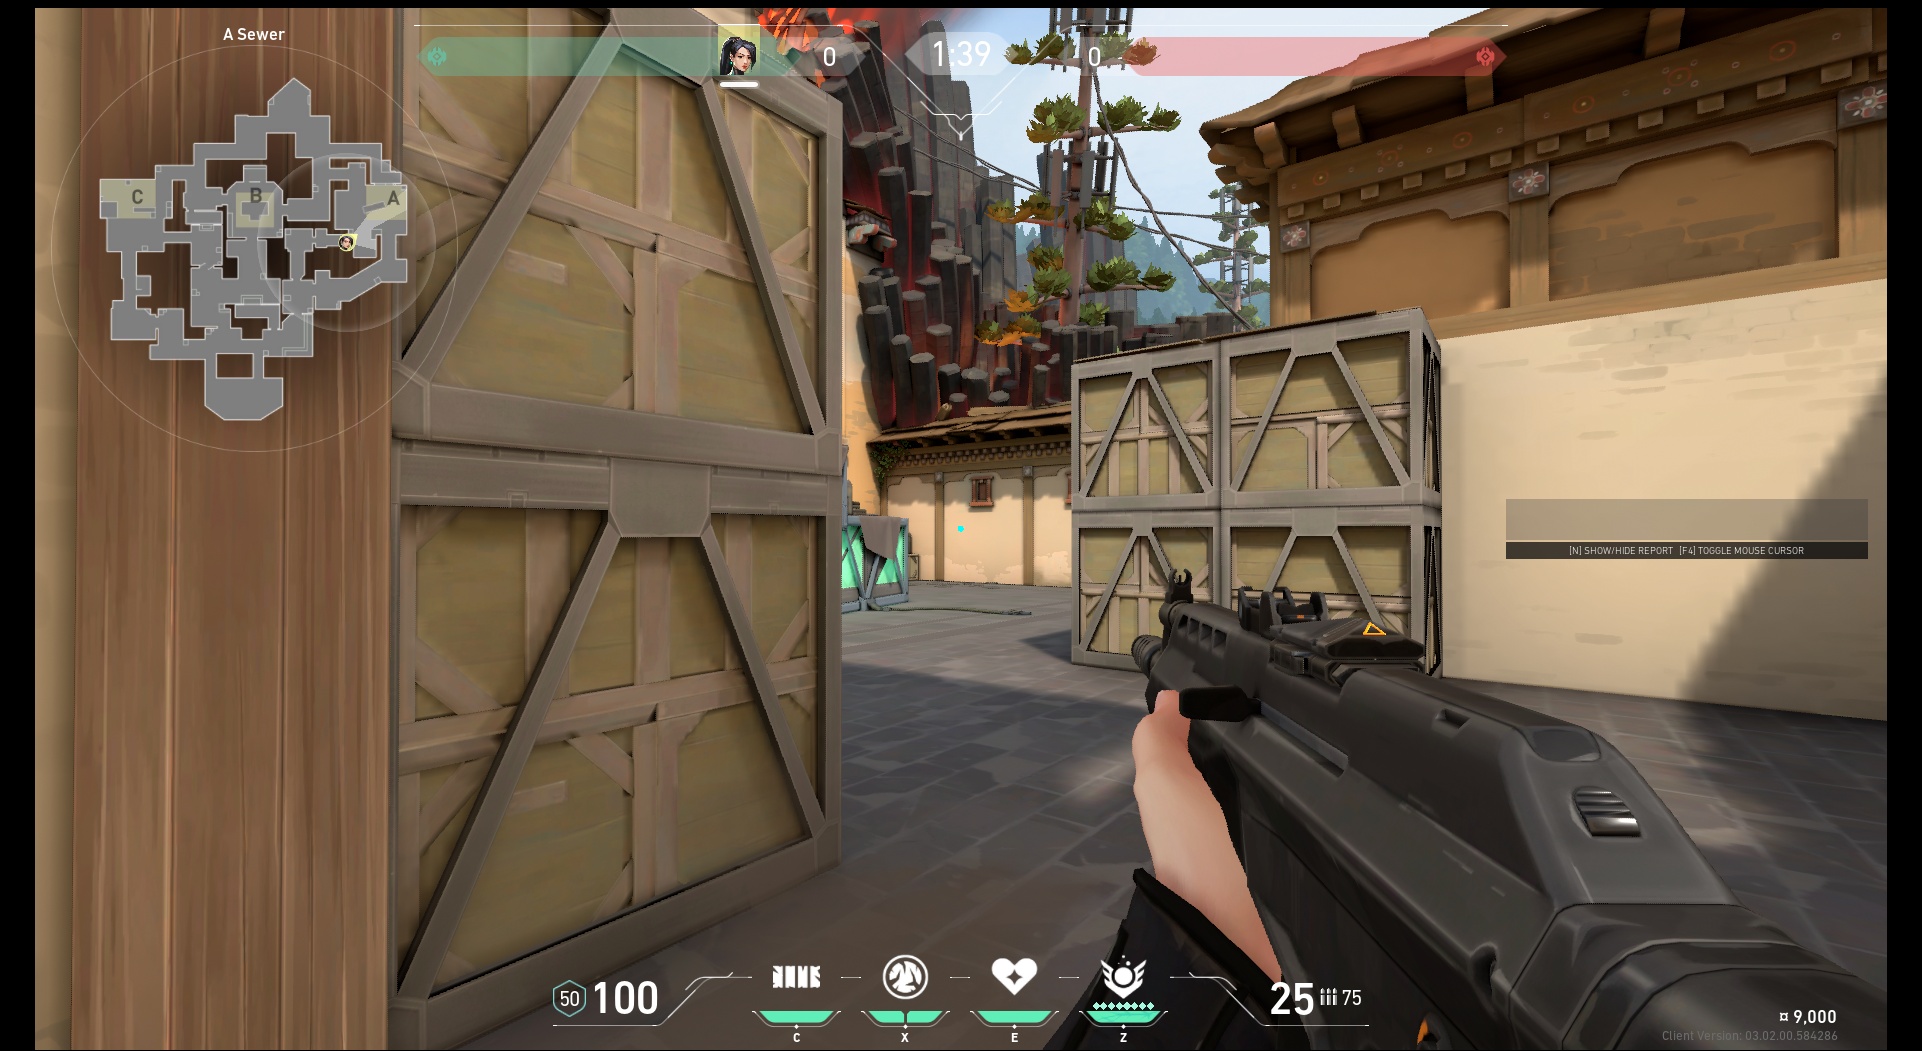 A Sewer
0
1:39
0
C
B
A
[N] SHOW/HIDE REPORT [F4] TOGGLE MOUSE CURSOR
50 100
25 75
C
X
E
Z
¤ 9,000
Client Version: 03.02.00.584286